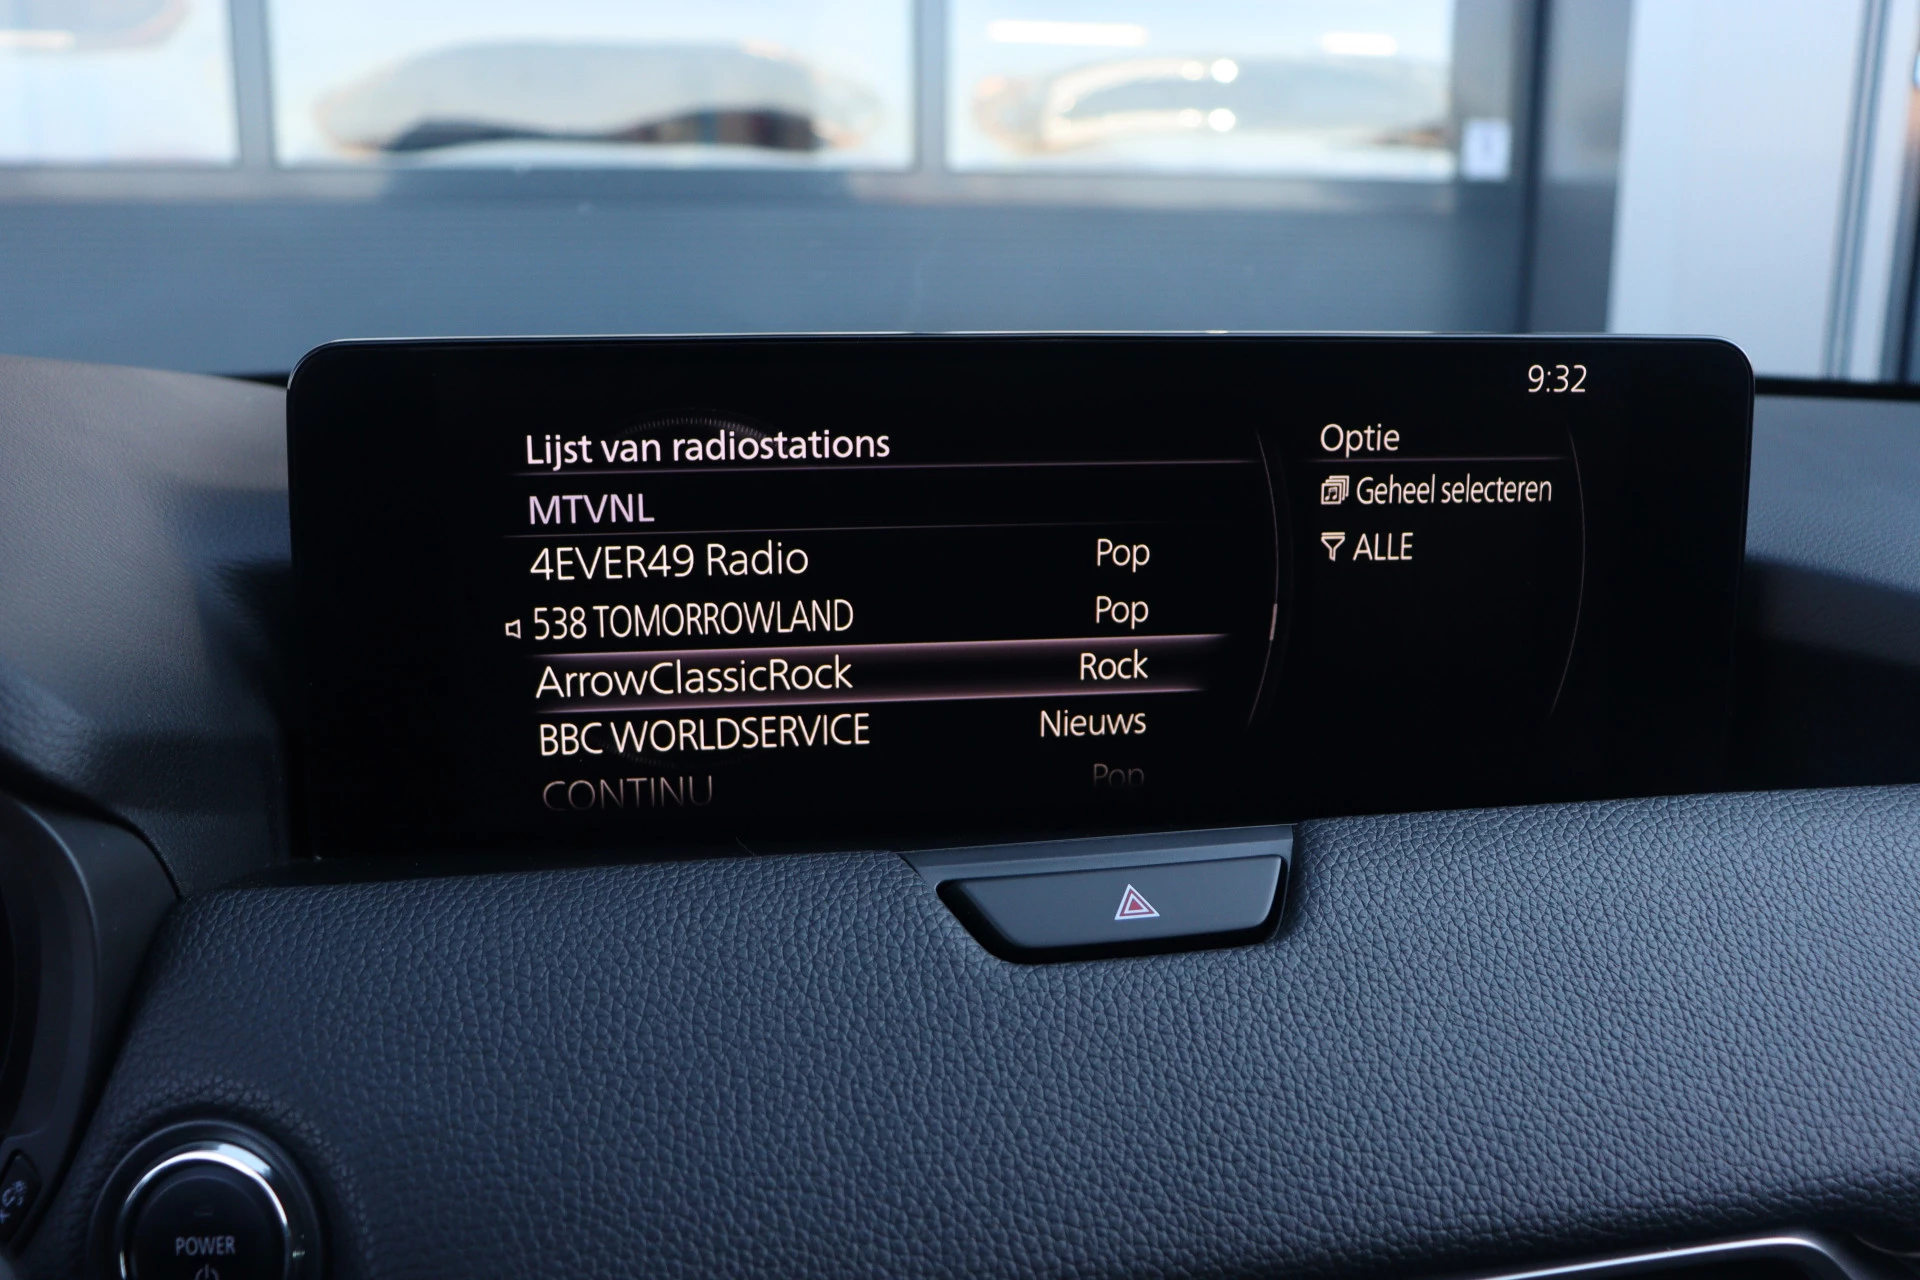 9:32
Lijst van radiostations
MTVNL
4EVER49 Radio Pop
538 TOMORROWLAND Pop
ArrowClassicRock Rock
BBC WORLDSERVICE Nieuws
CONTINU Pop
Optie
Geheel selecteren
ALLE
POWER